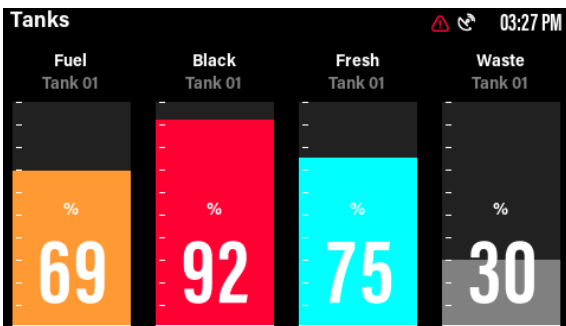 Tanks 03:27 PM
Fuel Black Fresh Waste
Tank 01 Tank 01 Tank 01 Tank 01
% % % %
69 92 75 30